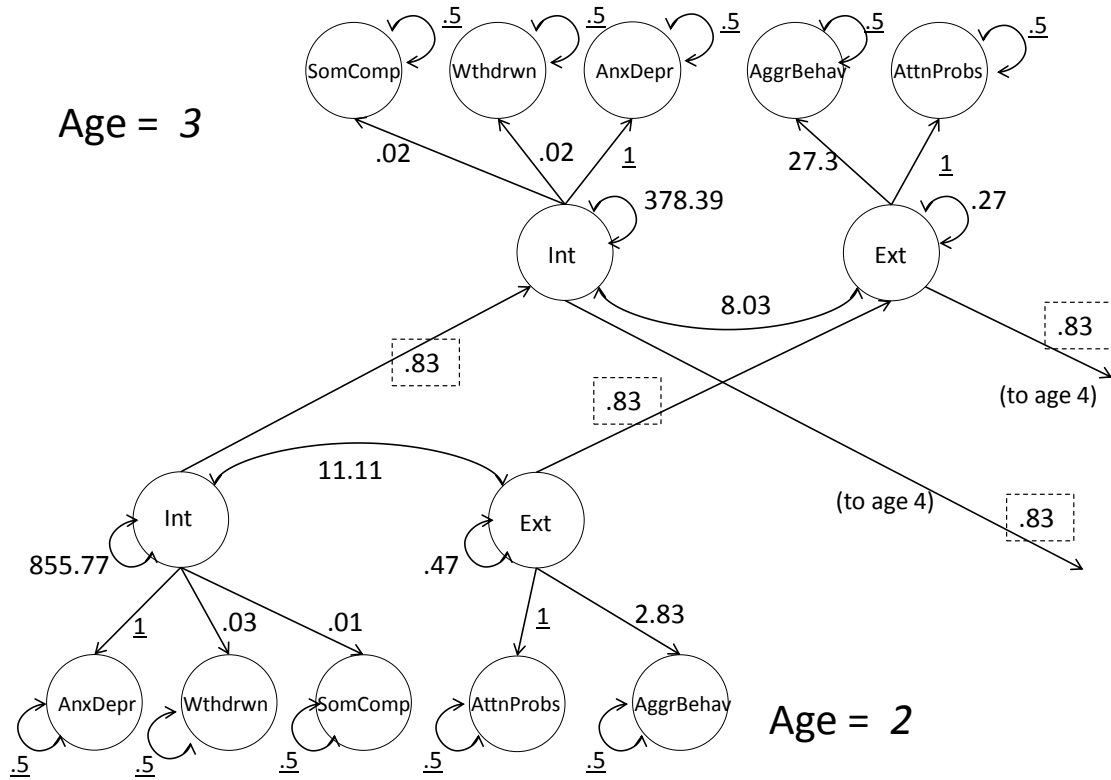 .5 .5 .5 .5 .5
SomComp Wthdrwn AnxDepr AggrBehav AttnProbs
Age = 3
.02 .02 1 27.3 1
378.39 .27
Int Ext
8.03
.83 .83 .83
(to age 4)
11.11
(to age 4) .83
Int Ext
855.77 .47
1 .03 .01 1 2.83
AnxDepr Wthdrwn SomComp AttnProbs AggrBehav
Age = 2
.5 .5 .5 .5 .5